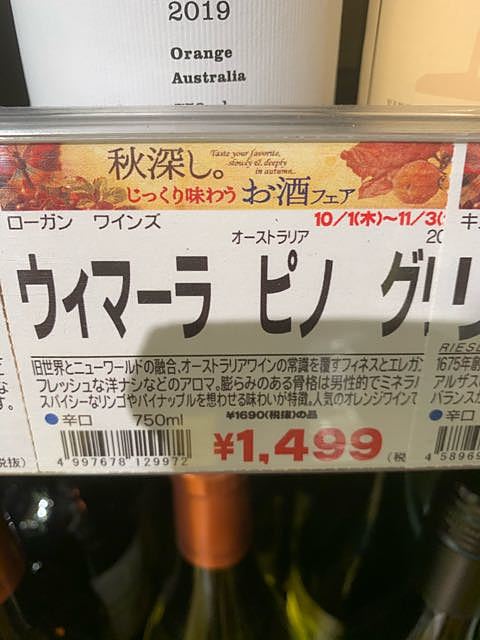 2019
Orange
Australia
秋深し。
Taste your favorite,
slowly & deeply
in autumn.
じっくり味わう お酒フェア
ローガン ワインズ
10/1(木)~11/3(
オーストラリア
20
ウィマーラ ピノ グリ
旧世界とニューワールドの融合、オーストラリアワインの常識を覆すフィネスとエレガン
フレッシュな洋ナシなどのアロマ。膨らみのある骨格は男性的でミネラル
スパイシーなリンゴやパイナップルを想わせる味わいが特徴。人気のオレンジワインで
辛口 750ml
¥1690(税抜)の品
¥1,499
(税
4 997678 129972
税抜)
キ
RIESL
1675年創
アルザス
バランスカ
辛口
4 58969